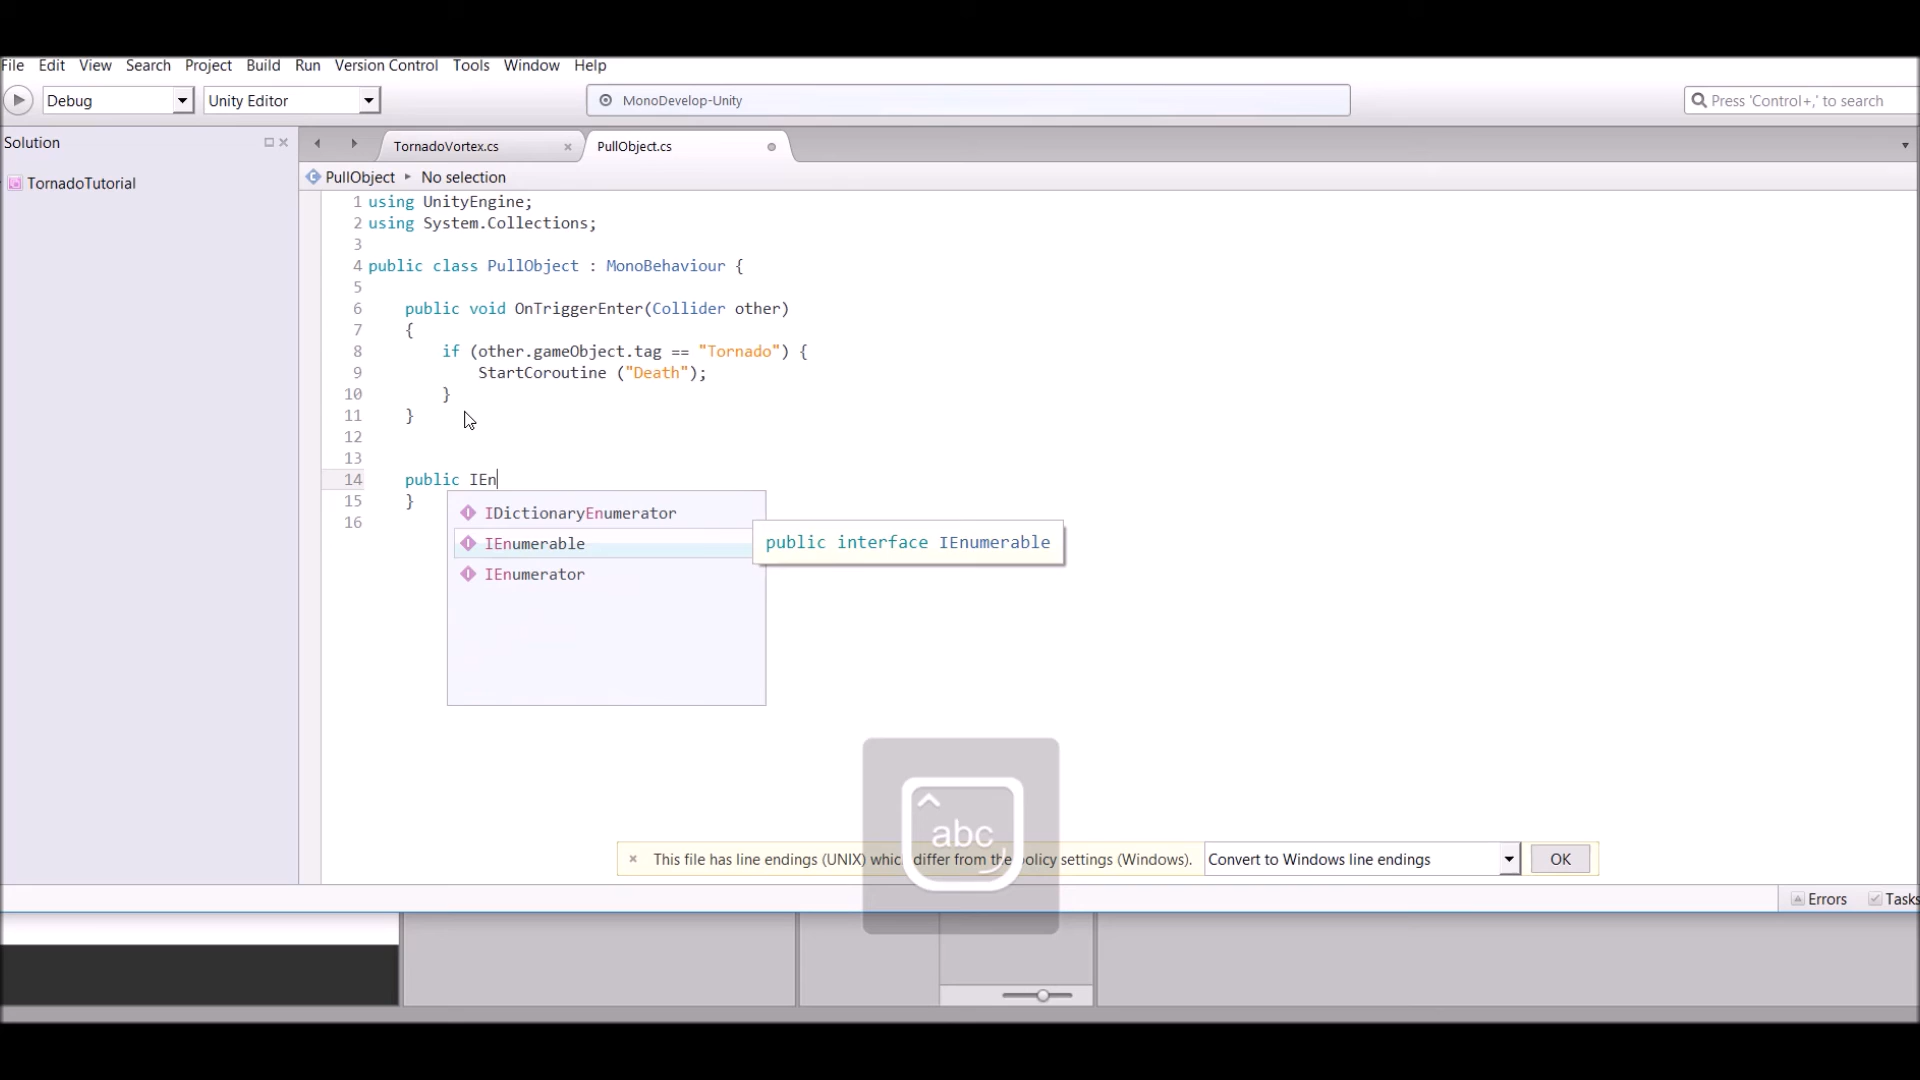 File Edit View Search Project Build Run Version Control Tools Window Help
Debug Unity Editor MonoDevelop-Unity Press 'Control+,' to search
Solution TornadoVortex.cs PullObject.cs
TornadoTutorial
PullObject No selection
1 using UnityEngine;
2 using System.Collections;
3
4 public class PullObject : MonoBehaviour {
5
6 public void OnTriggerEnter(Collider other)
7 {
8 if (other.gameObject.tag == "Tornado") {
9 StartCoroutine ("Death");
10 }
11 }
12
13
14 public IEn
15 }
16
IDictionaryEnumerator
IEnumerable
IEnumerator
public interface IEnumerable
abc
This file has line endings (UNIX) which differ from the policy settings (Windows). Convert to Windows line endings OK
Errors Tasks